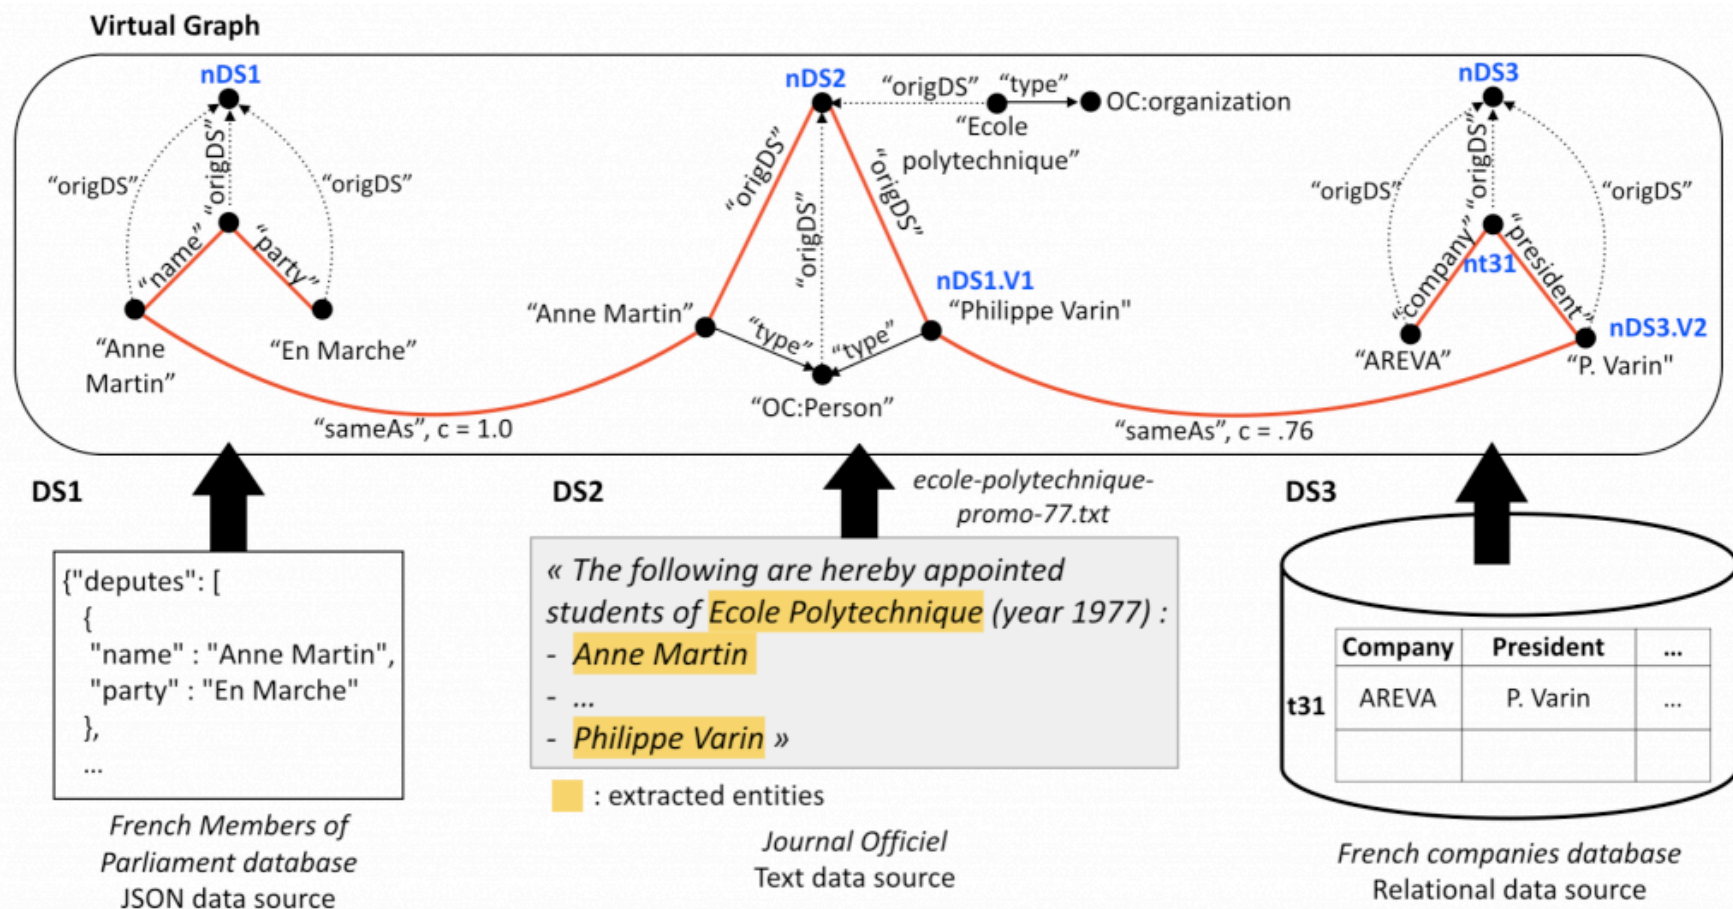 Virtual Graph
nDS1
“origDS”
“origDS”
“origDS”
“name”
“party”
“Anne
Martin”
“En Marche”
“sameAs”, c = 1.0
nDS2
“origDS”
“type”
OC:organization
“Ecole
polytechnique”
“origDS”
“origDS”
“origDS”
“Anne Martin”
nDS1.V1
“Philippe Varin"
“type”
“type”
“OC:Person”
“sameAs”, c = .76
nDS3
“origDS”
“origDS”
“origDS”
“company”
“president”
nt31
nDS3.V2
“AREVA”
“P. Varin"
DS1
{"deputes": [
{
"name" : "Anne Martin",
"party" : "En Marche"
},
...
French Members of
Parliament database
JSON data source
DS2
ecole-polytechnique-
promo-77.txt
« The following are hereby appointed
students of Ecole Polytechnique (year 1977) :
- Anne Martin
- ...
- Philippe Varin »
: extracted entities
Journal Officiel
Text data source
DS3
Company President ...
t31 AREVA P. Varin ...
French companies database
Relational data source